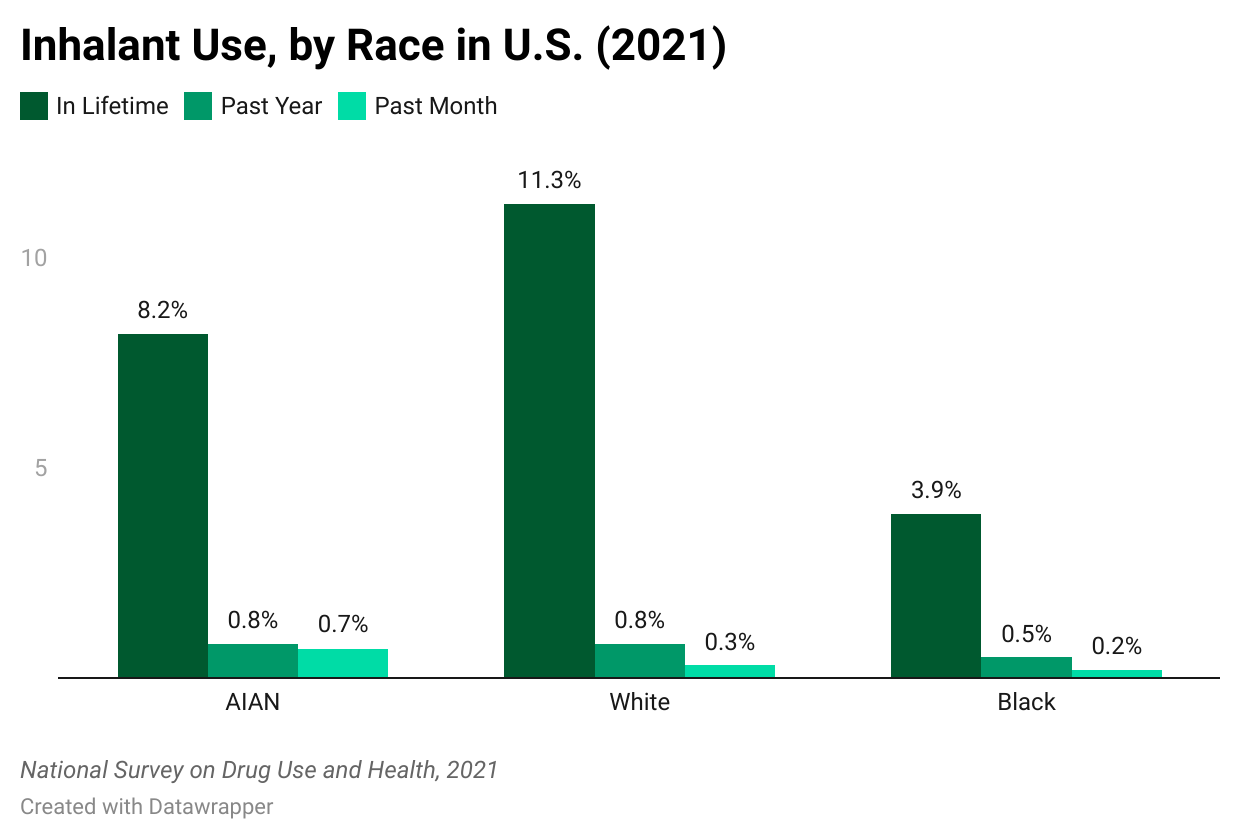 Inhalant Use, by Race in U.S. (2021)
In Lifetime Past Year Past Month
11.3%
10
8.2%
5
3.9%
0.8% 0.7% 0.8% 0.3% 0.5% 0.2%
AIAN White Black
National Survey on Drug Use and Health, 2021
Created with Datawrapper